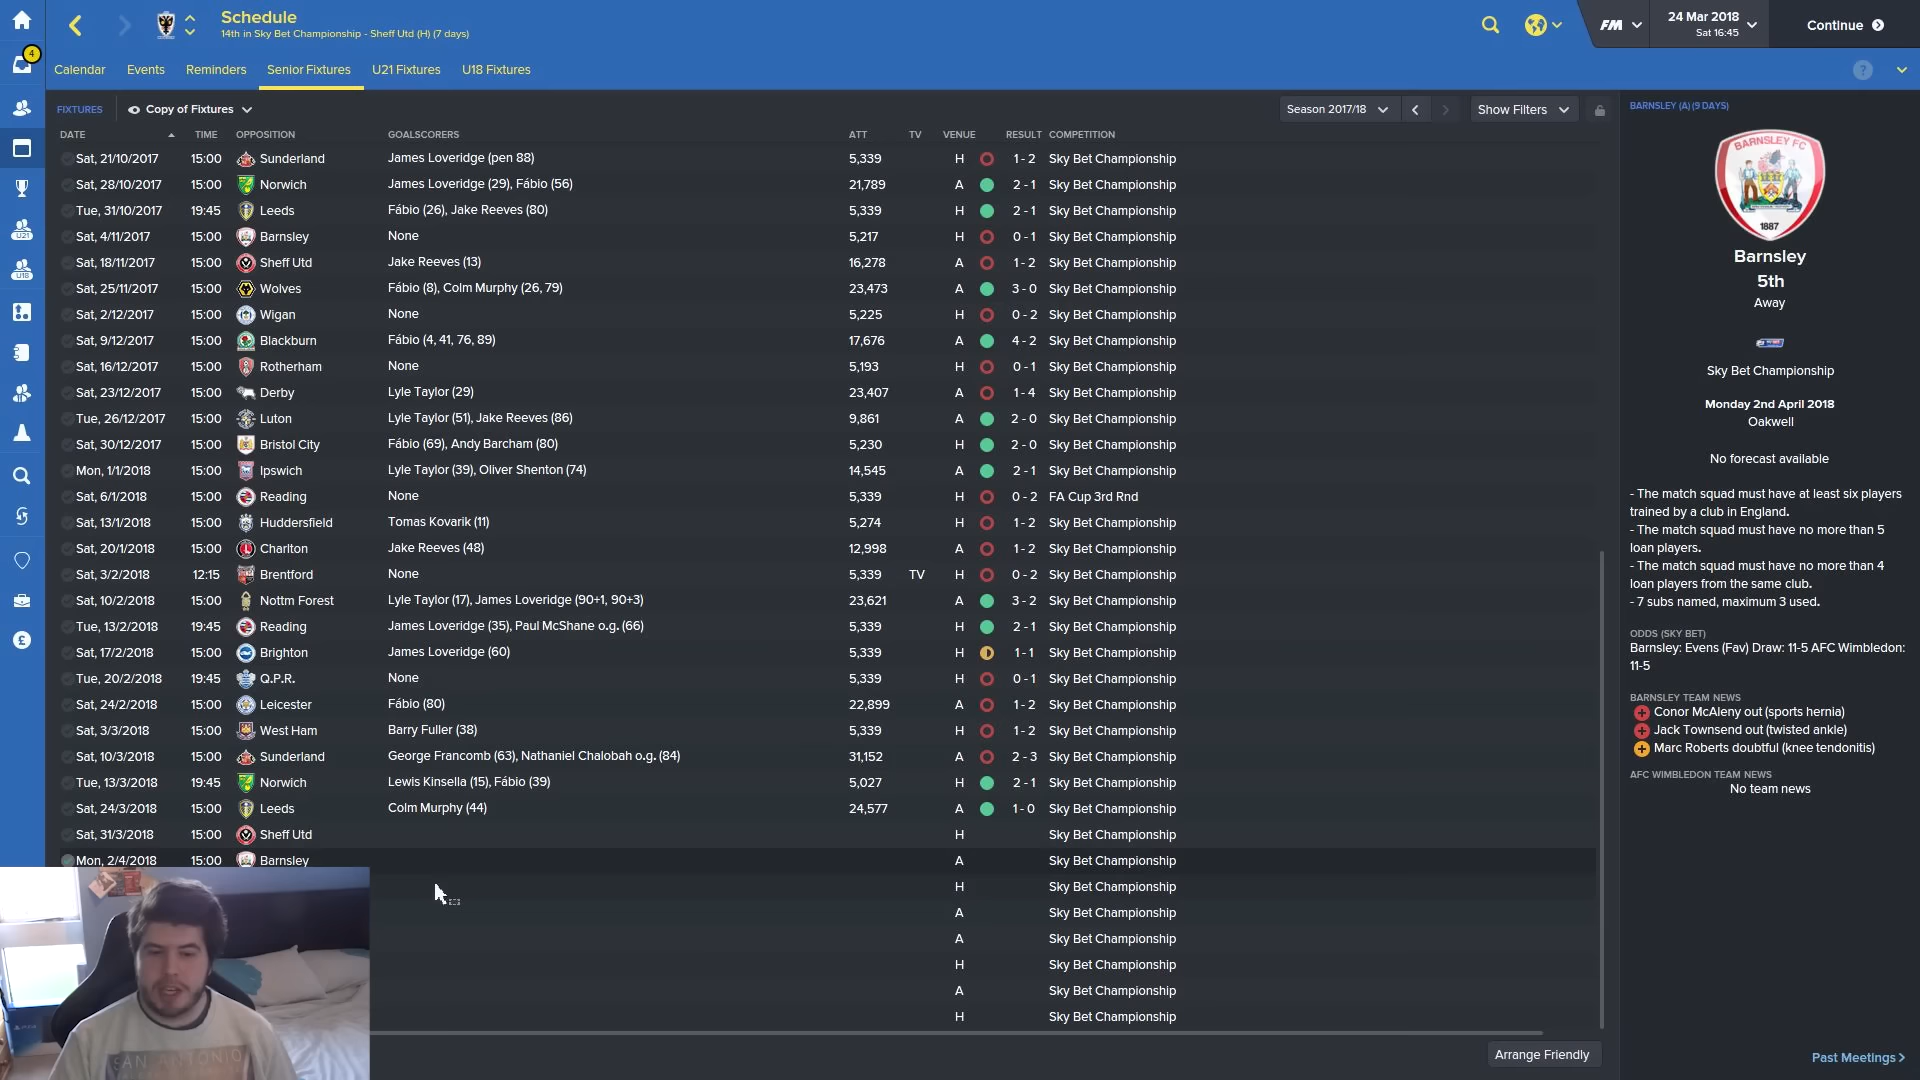 Schedule
14th in Sky Bet Championship - Sheff Utd (H) (7 days)
FM
24 Mar 2018
Sat 16:45
Continue
4
Calendar Events Reminders Senior Fixtures U21 Fixtures U18 Fixtures
?
FIXTURES Copy of Fixtures Season 2017/18 Show Filters
DATE TIME OPPOSITION GOALSCORERS ATT TV VENUE RESULT COMPETITION
Sat, 21/10/2017 15:00 Sunderland James Loveridge (pen 88) 5,339 H 1 - 2 Sky Bet Championship
Sat, 28/10/2017 15:00 Norwich James Loveridge (29), Fábio (56) 21,789 A 2 - 1 Sky Bet Championship
Tue, 31/10/2017 19:45 Leeds Fábio (26), Jake Reeves (80) 5,339 H 2 - 1 Sky Bet Championship
Sat, 4/11/2017 15:00 Barnsley None 5,217 H 0 - 1 Sky Bet Championship
Sat, 18/11/2017 15:00 Sheff Utd Jake Reeves (13) 16,278 A 1 - 2 Sky Bet Championship
Sat, 25/11/2017 15:00 Wolves Fábio (8), Colm Murphy (26, 79) 23,473 A 3 - 0 Sky Bet Championship
Sat, 2/12/2017 15:00 Wigan None 5,225 H 0 - 2 Sky Bet Championship
Sat, 9/12/2017 15:00 Blackburn Fábio (4, 41, 76, 89) 17,676 A 4 - 2 Sky Bet Championship
Sat, 16/12/2017 15:00 Rotherham None 5,193 H 0 - 1 Sky Bet Championship
Sat, 23/12/2017 15:00 Derby Lyle Taylor (29) 23,407 A 1 - 4 Sky Bet Championship
Tue, 26/12/2017 15:00 Luton Lyle Taylor (51), Jake Reeves (86) 9,861 A 2 - 0 Sky Bet Championship
Sat, 30/12/2017 15:00 Bristol City Fábio (69), Andy Barcham (80) 5,230 H 2 - 0 Sky Bet Championship
Mon, 1/1/2018 15:00 Ipswich Lyle Taylor (39), Oliver Shenton (74) 14,545 A 2 - 1 Sky Bet Championship
Sat, 6/1/2018 15:00 Reading None 5,339 H 0 - 2 FA Cup 3rd Rnd
Sat, 13/1/2018 15:00 Huddersfield Tomas Kovarik (11) 5,274 H 1 - 2 Sky Bet Championship
Sat, 20/1/2018 15:00 Charlton Jake Reeves (48) 12,998 A 1 - 2 Sky Bet Championship
Sat, 3/2/2018 12:15 Brentford None 5,339 TV H 0 - 2 Sky Bet Championship
Sat, 10/2/2018 15:00 Nottm Forest Lyle Taylor (17), James Loveridge (90+1, 90+3) 23,621 A 3 - 2 Sky Bet Championship
Tue, 13/2/2018 19:45 Reading James Loveridge (35), Paul McShane o.g. (66) 5,339 H 2 - 1 Sky Bet Championship
Sat, 17/2/2018 15:00 Brighton James Loveridge (60) 5,339 H 1 - 1 Sky Bet Championship
Tue, 20/2/2018 19:45 Q.P.R. None 5,339 H 0 - 1 Sky Bet Championship
Sat, 24/2/2018 15:00 Leicester Fábio (80) 22,899 A 1 - 2 Sky Bet Championship
Sat, 3/3/2018 15:00 West Ham Barry Fuller (38) 5,339 H 1 - 2 Sky Bet Championship
Sat, 10/3/2018 15:00 Sunderland George Francomb (63), Nathaniel Chalobah o.g. (84) 31,152 A 2 - 3 Sky Bet Championship
Tue, 13/3/2018 19:45 Norwich Lewis Kinsella (15), Fábio (39) 5,027 H 2 - 1 Sky Bet Championship
Sat, 24/3/2018 15:00 Leeds Colm Murphy (44) 24,577 A 1 - 0 Sky Bet Championship
Sat, 31/3/2018 15:00 Sheff Utd H Sky Bet Championship
Mon, 2/4/2018 15:00 Barnsley A Sky Bet Championship
H Sky Bet Championship
A Sky Bet Championship
A Sky Bet Championship
H Sky Bet Championship
A Sky Bet Championship
H Sky Bet Championship
Arrange Friendly
BARNSLEY (A) (9 DAYS)
BARNSLEY FC
1887
Barnsley
5th
Away
Sky Bet Championship
Monday 2nd April 2018
Oakwell
No forecast available
- The match squad must have at least six players
trained by a club in England.
- The match squad must have no more than 5
loan players.
- The match squad must have no more than 4
loan players from the same club.
- 7 subs named, maximum 3 used.
ODDS (SKY BET)
Barnsley: Evens (Fav) Draw: 11-5 AFC Wimbledon:
11-5
BARNSLEY TEAM NEWS
Conor McAleny out (sports hernia)
Jack Townsend out (twisted ankle)
Marc Roberts doubtful (knee tendonitis)
AFC WIMBLEDON TEAM NEWS
No team news
Past Meetings
U21
U18
SAN ANTONIO